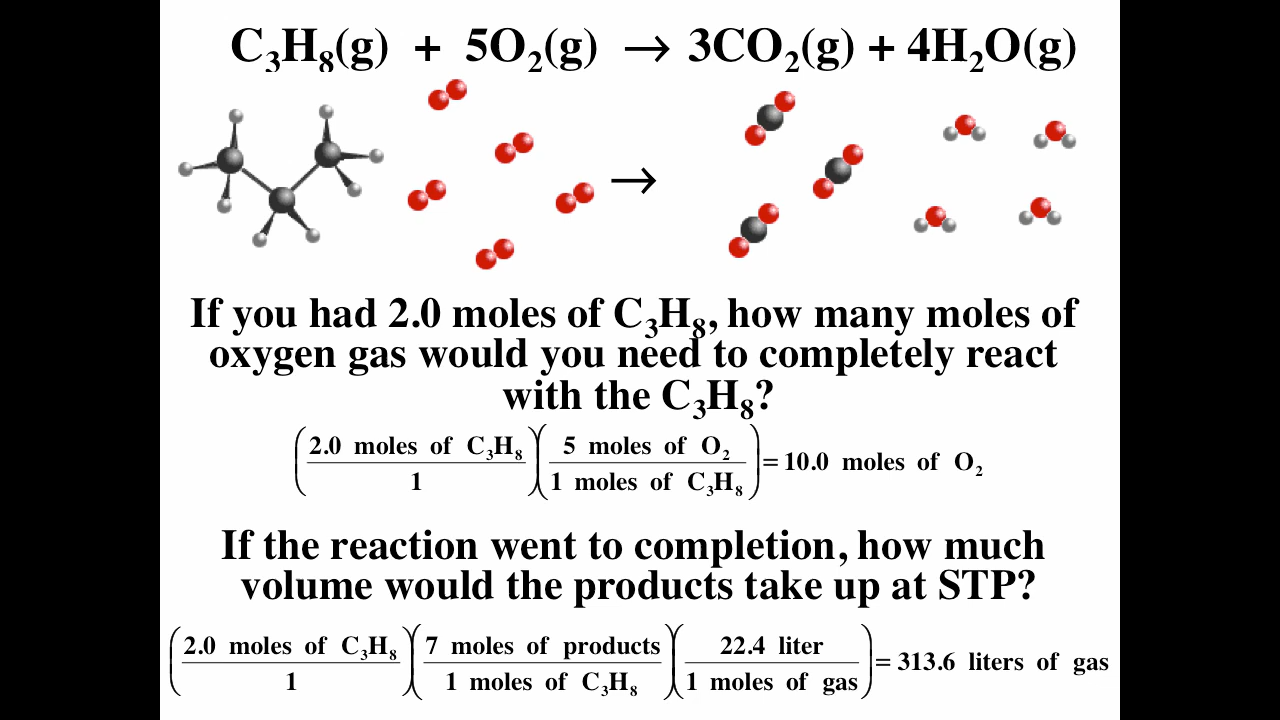 C₃H₈(g) + 5O₂(g) → 3CO₂(g) + 4H₂O(g)
→
If you had 2.0 moles of C₃H₈, how many moles of
oxygen gas would you need to completely react
with the C₃H₈?
(2.0 moles of C₃H₈ / 1)(5 moles of O₂ / 1 moles of C₃H₈) = 10.0 moles of O₂
If the reaction went to completion, how much
volume would the products take up at STP?
(2.0 moles of C₃H₈ / 1)(7 moles of products / 1 moles of C₃H₈)(22.4 liter / 1 moles of gas) = 313.6 liters of gas